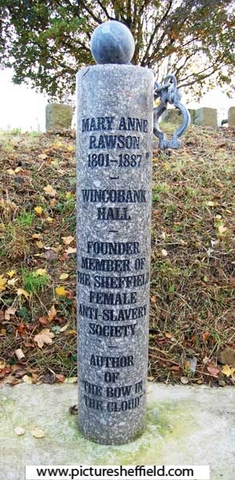 MARY ANNE
RAWSON
1801-1887
–
WINCOBANK
HALL
–
FOUNDER
MEMBER OF
THE SHEFFIELD
FEMALE
ANTI-SLAVERY
SOCIETY
–
AUTHOR
OF
THE BOW IN
THE CLOUD
www.picturesheffield.com